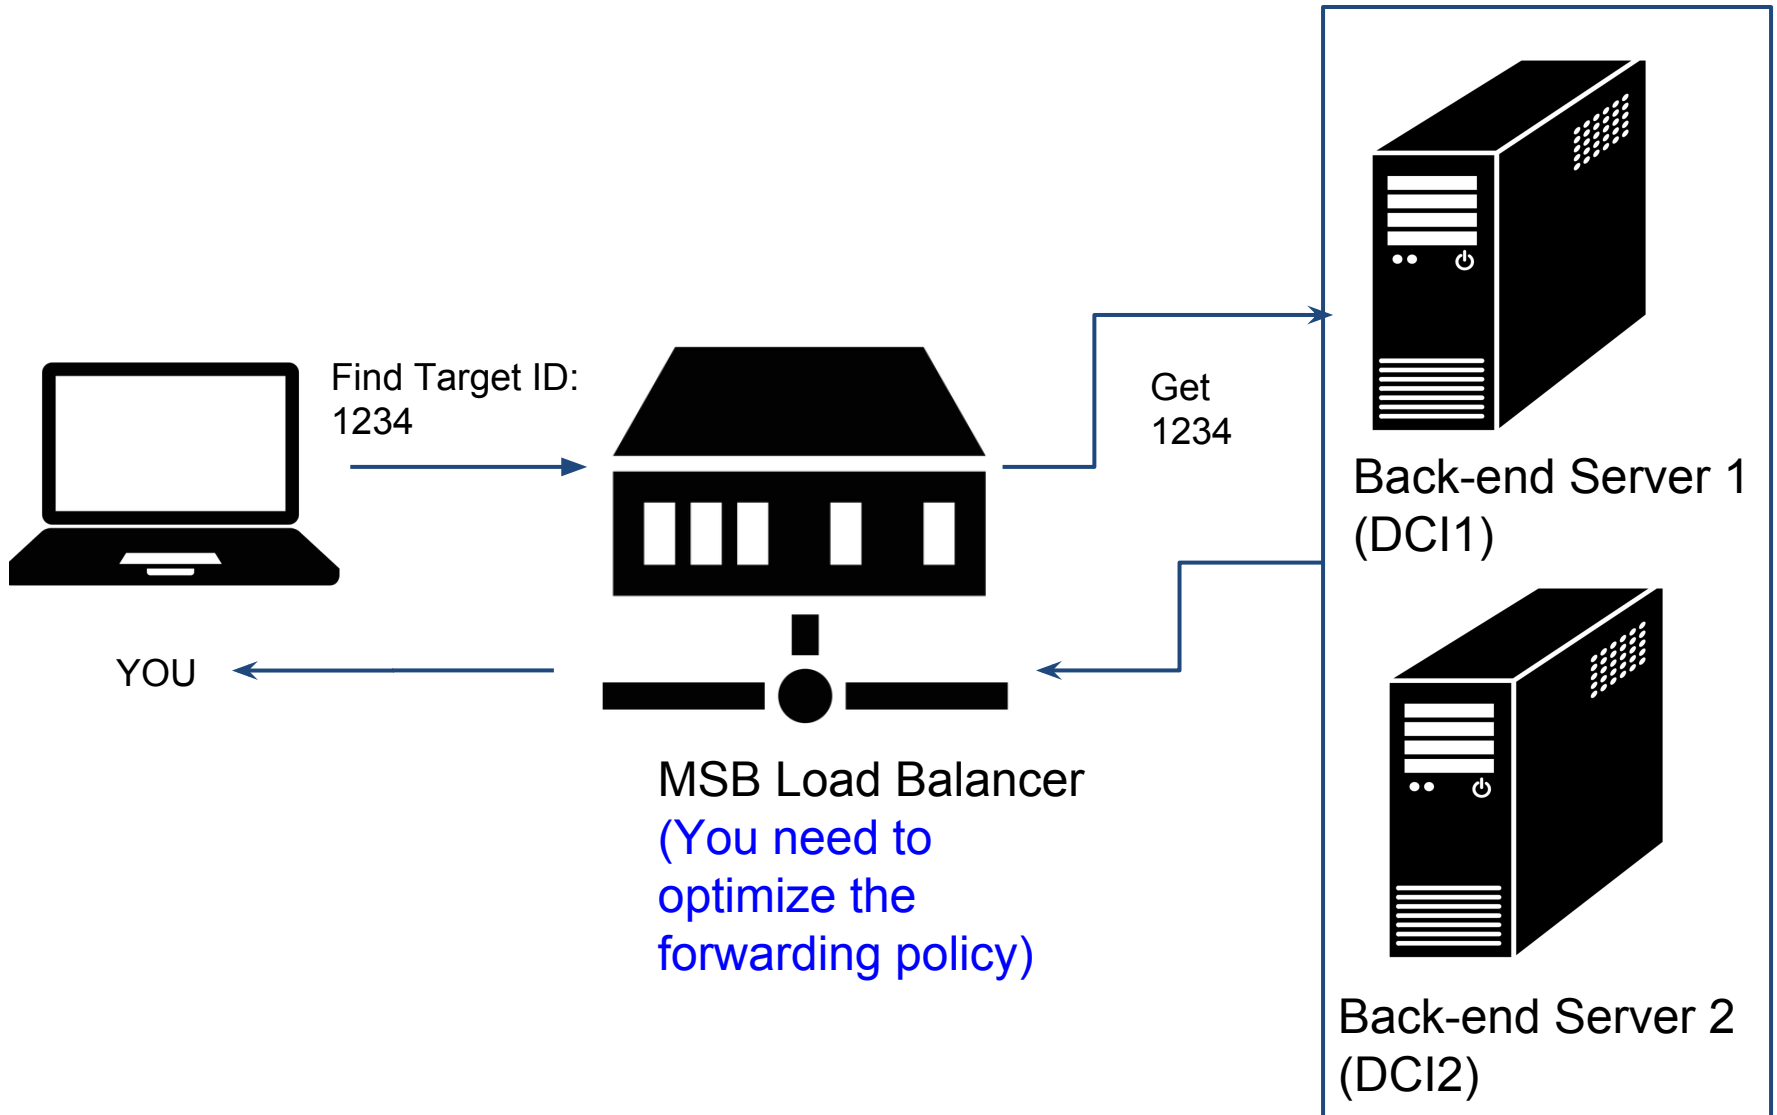 Find Target ID:
1234
Get
1234
YOU
MSB Load Balancer
(You need to
optimize the
forwarding policy)
Back-end Server 1
(DCI1)
Back-end Server 2
(DCI2)